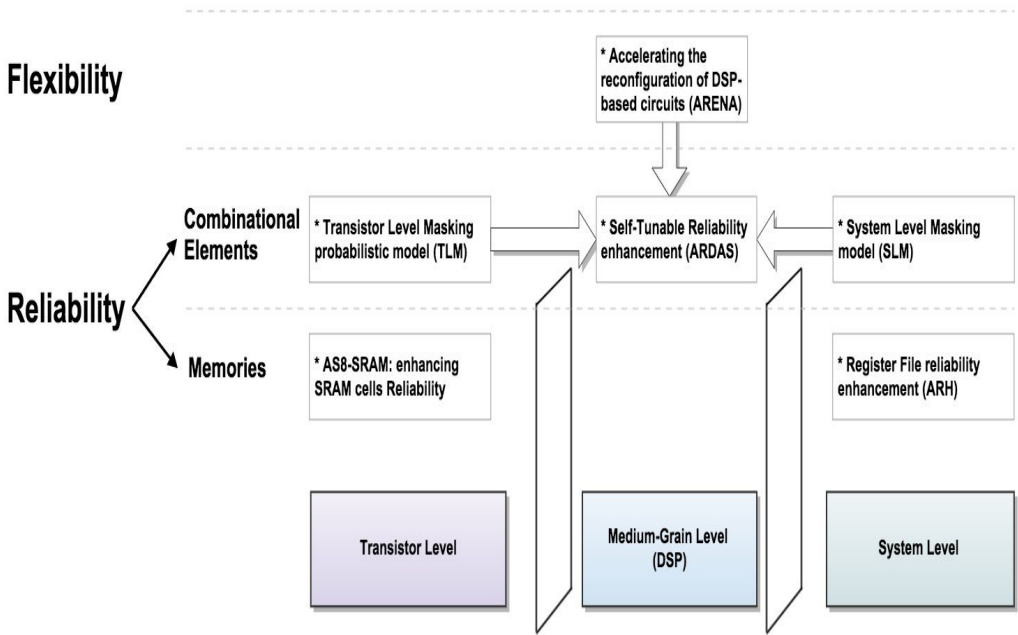 Flexibility
* Accelerating the
reconfiguration of DSP-
based circuits (ARENA)
Reliability
Combinational
Elements
* Transistor Level Masking
probabilistic model (TLM)
* Self-Tunable Reliability
enhancement (ARDAS)
* System Level Masking
model (SLM)
Memories
* AS8-SRAM: enhancing
SRAM cells Reliability
* Register File reliability
enhancement (ARH)
Transistor Level
Medium-Grain Level
(DSP)
System Level